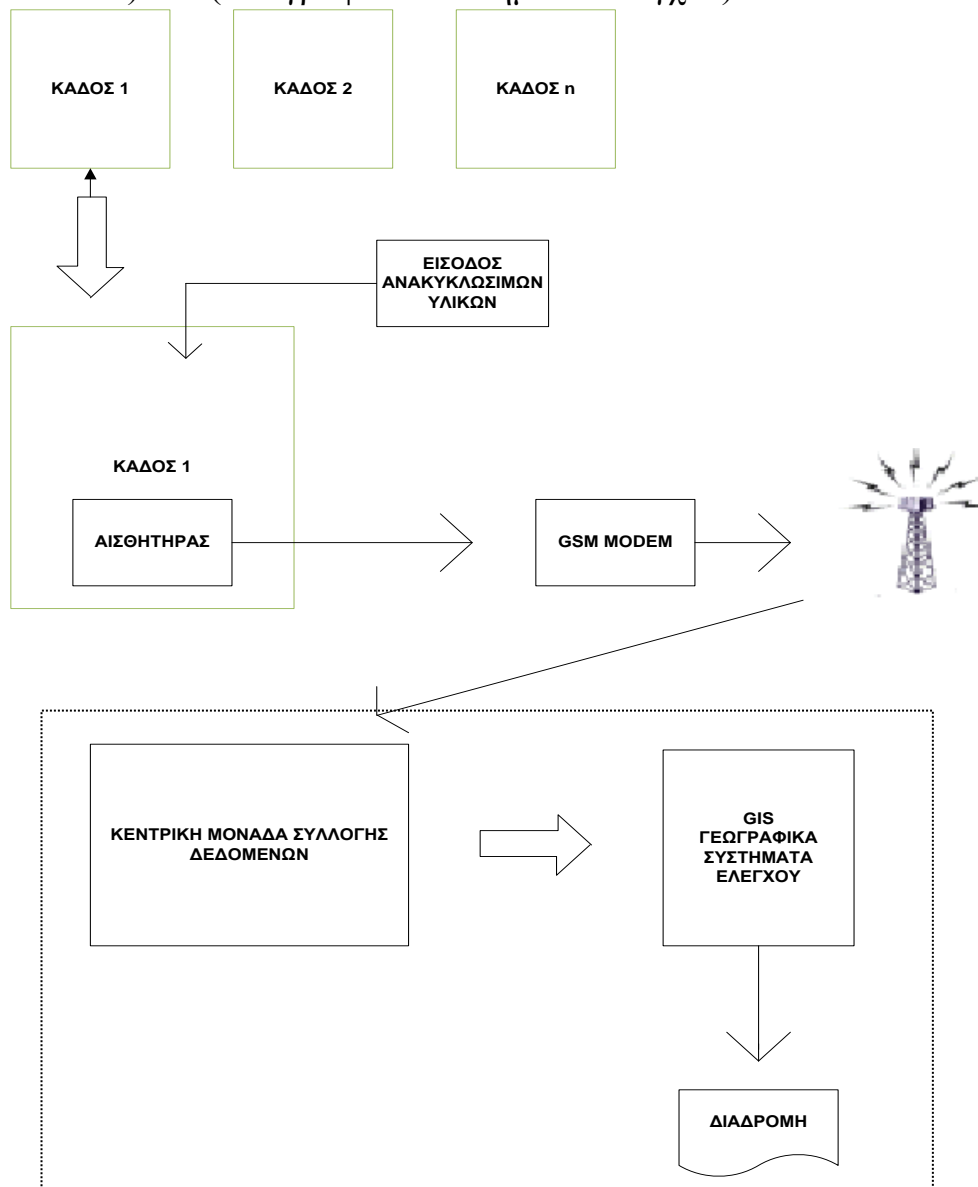 ΚΑΔΟΣ 1
ΚΑΔΟΣ 2
ΚΑΔΟΣ n
ΕΙΣΟΔΟΣ
ΑΝΑΚΥΚΛΩΣΙΜΩΝ
ΥΛΙΚΩΝ
ΚΑΔΟΣ 1
ΑΙΣΘΗΤΗΡΑΣ
GSM MODEM
ΚΕΝΤΡΙΚΗ ΜΟΝΑΔΑ ΣΥΛΛΟΓΗΣ
ΔΕΔΟΜΕΝΩΝ
GIS
ΓΕΩΓΡΑΦΙΚΑ
ΣΥΣΤΗΜΑΤΑ
ΕΛΕΓΧΟΥ
ΔΙΑΔΡΟΜΗ